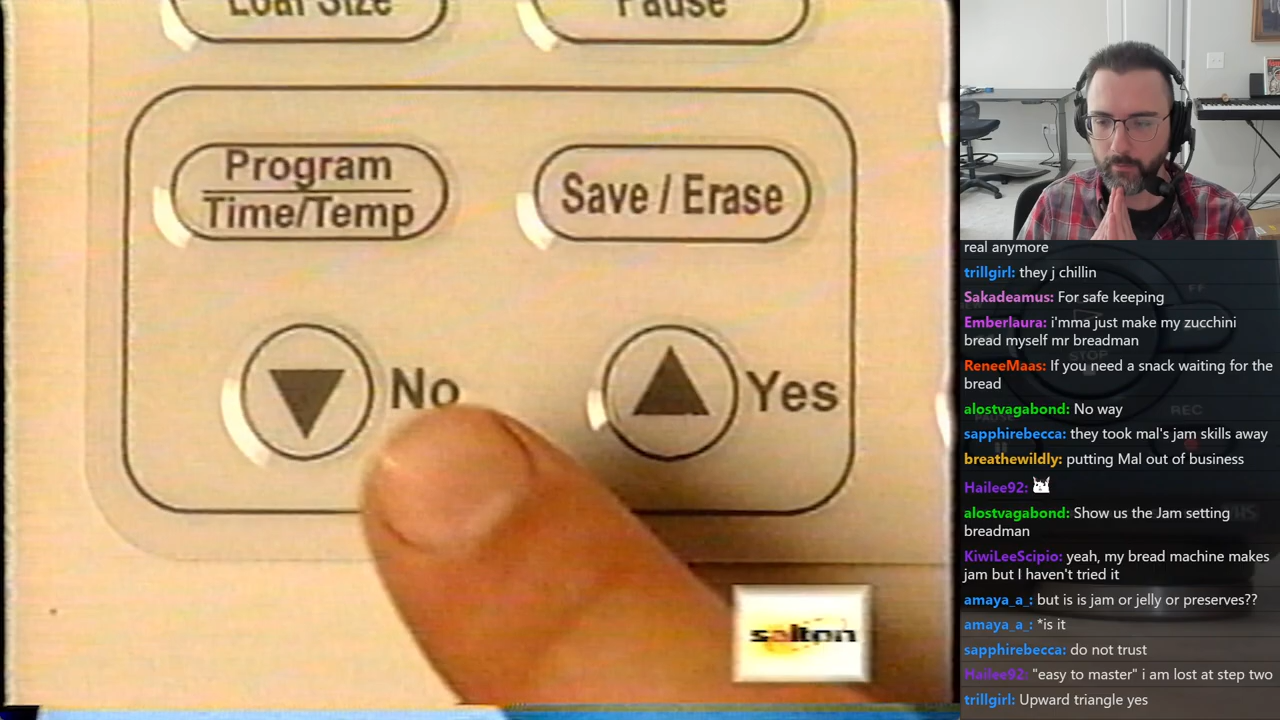 Loaf Size
Pause
Program
Time/Temp
Save / Erase
No
Yes
salton
real anymore
trillgirl: they j chillin
Sakadeamus: For safe keeping
Emberlaura: i'mma just make my zucchini
bread myself mr breadman
ReneeMaas: If you need a snack waiting for the
bread
alostvagabond: No way
sapphirebecca: they took mal's jam skills away
breathewildly: putting Mal out of business
Hailee92:
alostvagabond: Show us the Jam setting
breadman
KiwiLeeScipio: yeah, my bread machine makes
jam but I haven't tried it
amaya_a_: but is is jam or jelly or preserves??
amaya_a_: *is it
sapphirebecca: do not trust
Hailee92: "easy to master" i am lost at step two
trillgirl: Upward triangle yes
FF
STOP
REC